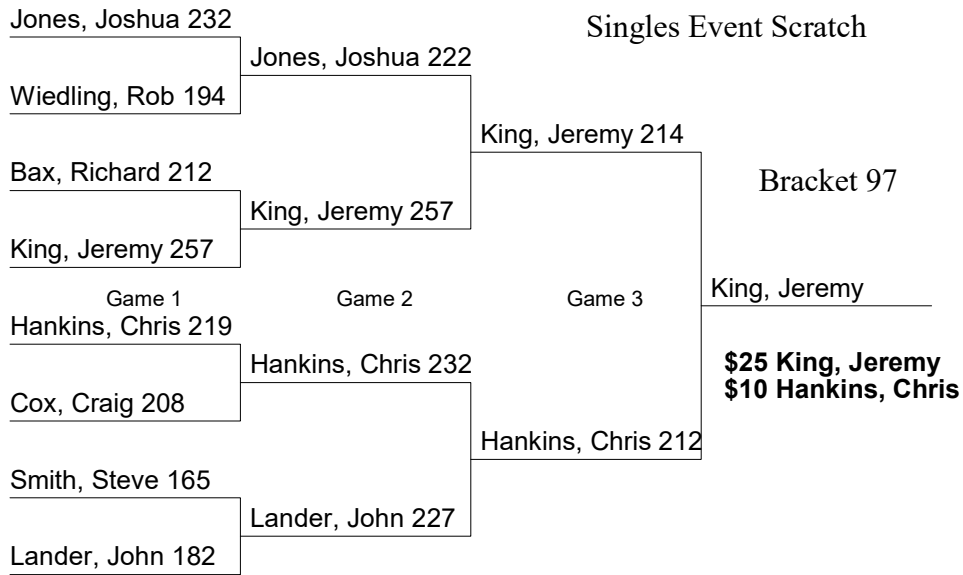 Jones, Joshua 232
Singles Event Scratch
Jones, Joshua 222
Wiedling, Rob 194
King, Jeremy 214
Bax, Richard 212
Bracket 97
King, Jeremy 257
King, Jeremy 257
Game 1
Game 2
Game 3
King, Jeremy
Hankins, Chris 219
Hankins, Chris 232
$25 King, Jeremy
$10 Hankins, Chris
Cox, Craig 208
Hankins, Chris 212
Smith, Steve 165
Lander, John 227
Lander, John 182